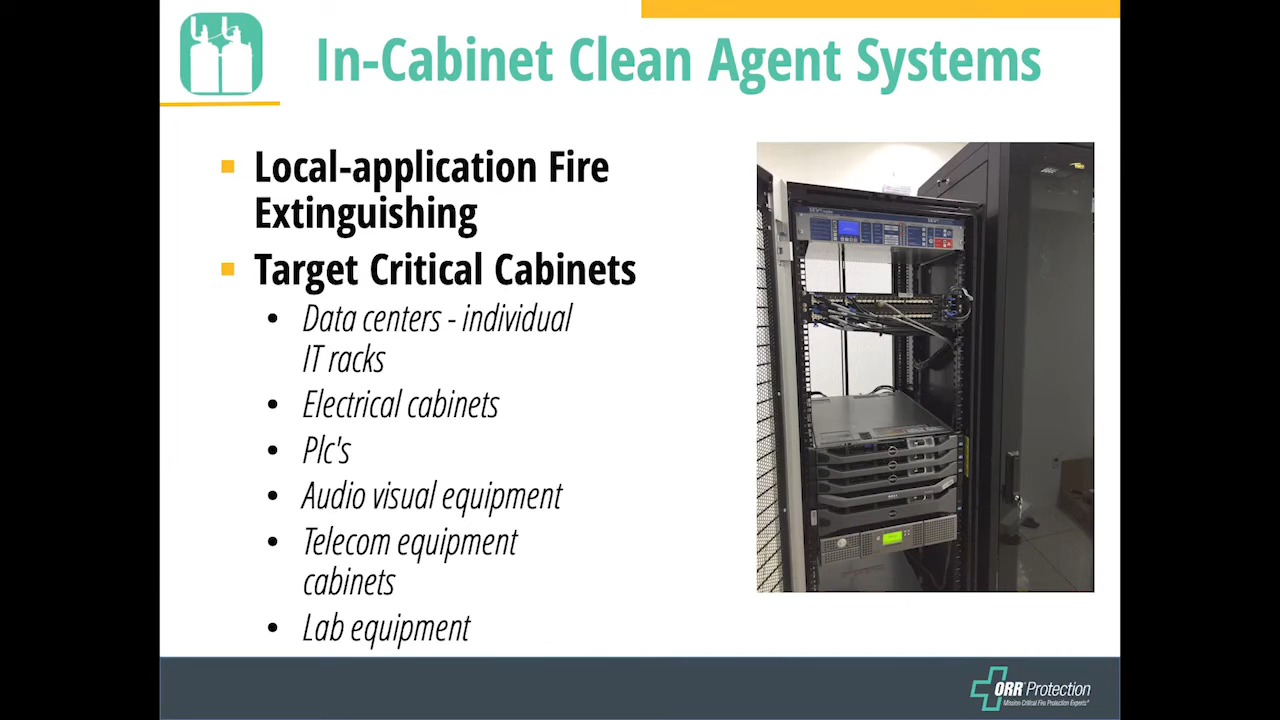 In-Cabinet Clean Agent Systems
Local-application Fire
Extinguishing
Target Critical Cabinets
Data centers - individual
IT racks
Electrical cabinets
Plc's
Audio visual equipment
Telecom equipment
cabinets
Lab equipment
ORR Protection
Mission Critical Fire Protection Experts